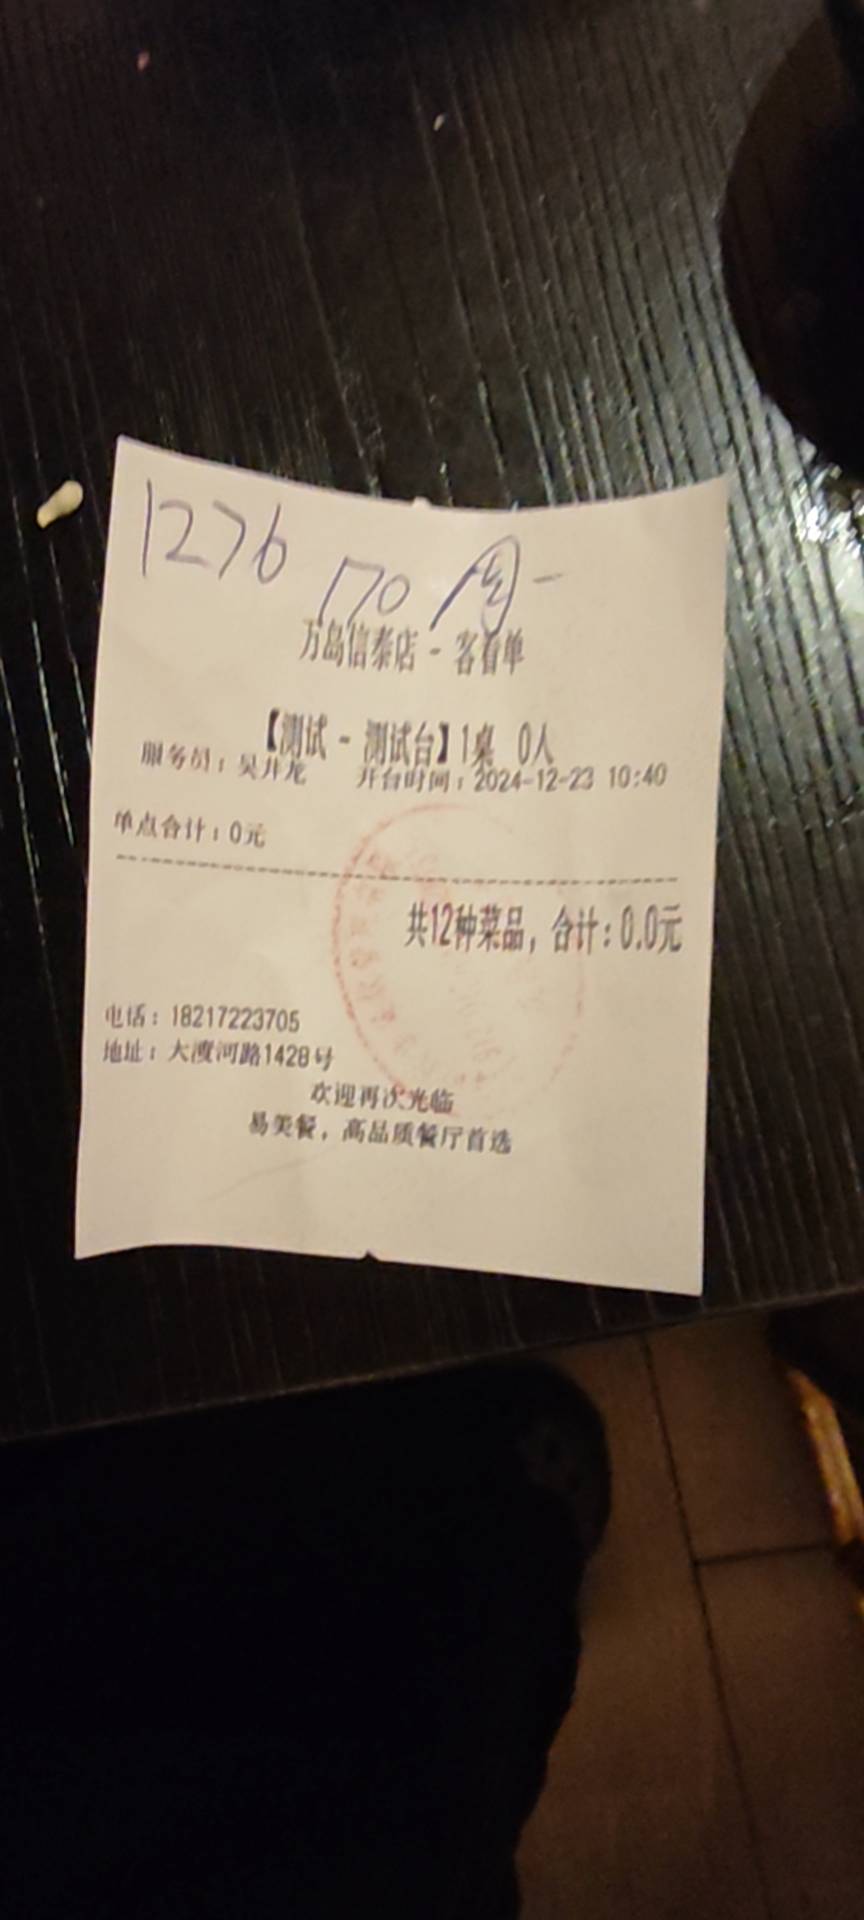 1276
170 周一
万岛信泰店 - 客看单
【测试 - 测试台】1桌 0人
服务员：吴井龙 开台时间：2024-12-23 10:40
单点合计：0元
共12种菜品，合计：0.0元
电话：18217223705
地址：大渡河路1428号
欢迎再次光临
易美餐，高品质餐厅首选